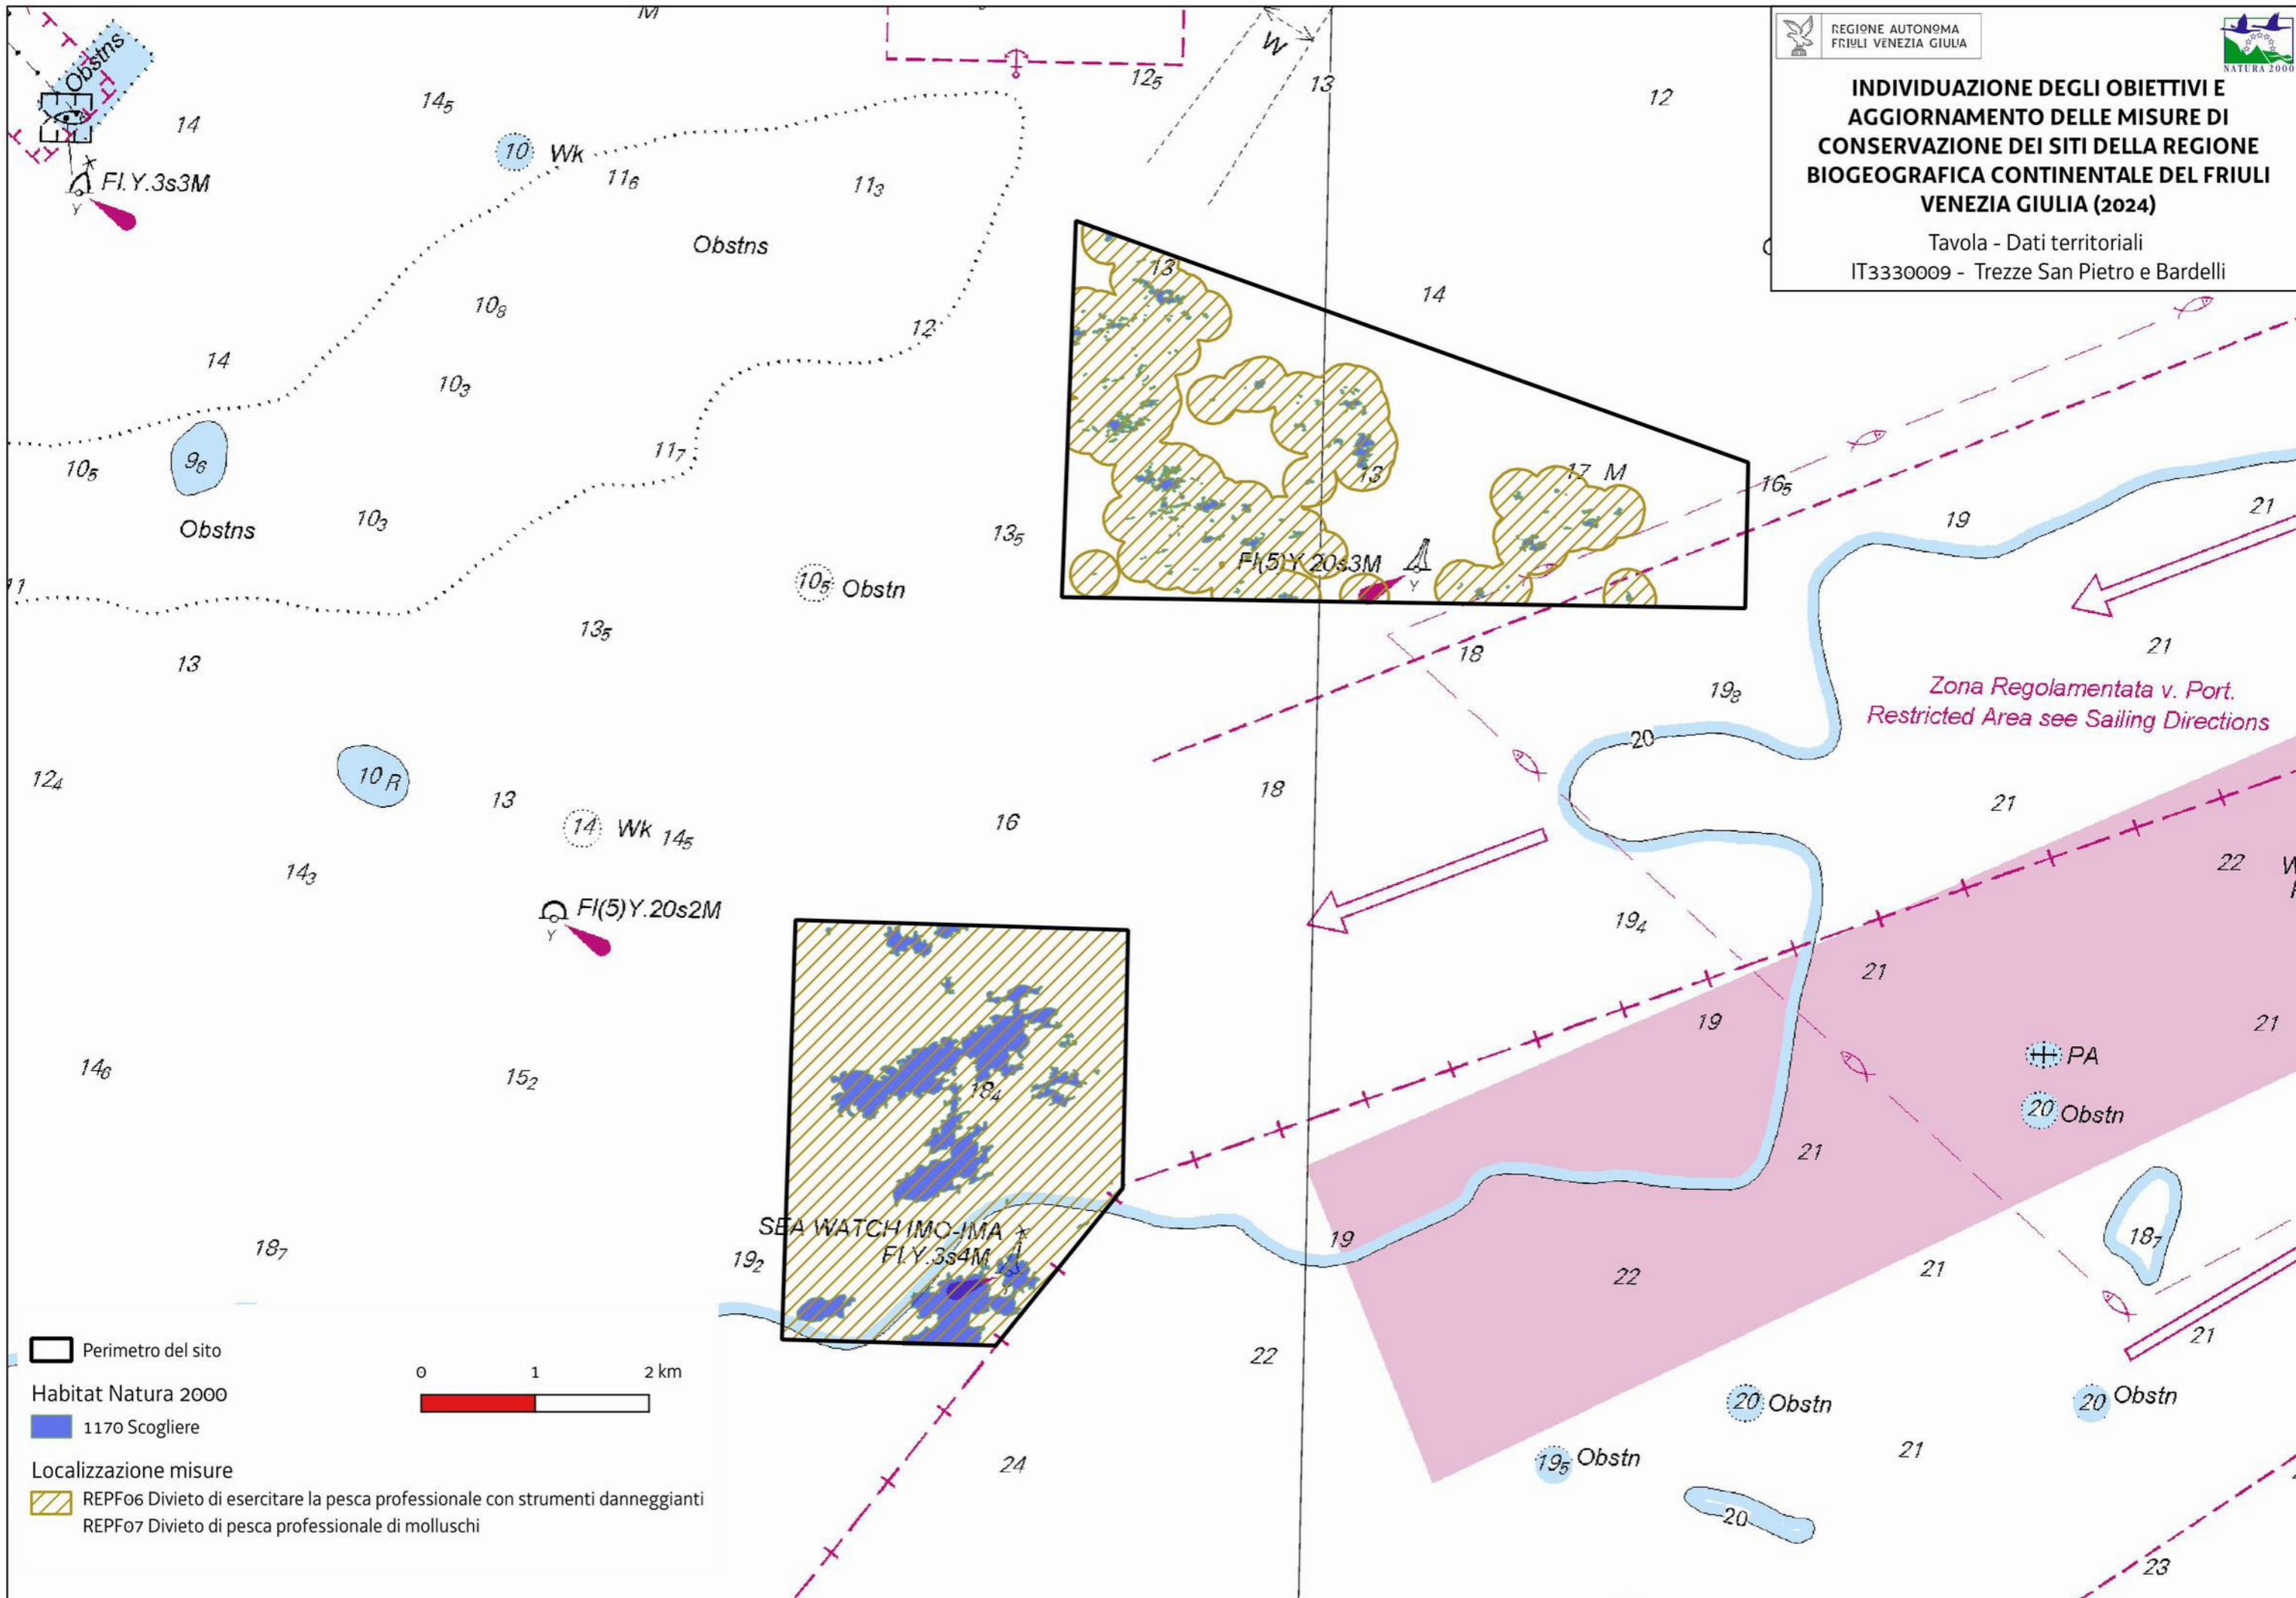 REGIONE AUTONOMA
FRIULI VENEZIA GIULIA
NATURA 2000
INDIVIDUAZIONE DEGLI OBIETTIVI E
AGGIORNAMENTO DELLE MISURE DI
CONSERVAZIONE DEI SITI DELLA REGIONE
BIOGEOGRAFICA CONTINENTALE DEL FRIULI
VENEZIA GIULIA (2024)
Tavola - Dati territoriali
IT3330009 - Trezze San Pietro e Bardelli
Obstns
14
14₅
12₅
W
13
12
10 Wk
Fl.Y.3s3M
Y
11₆
11₃
Obstns
13
14
10₈
12
14
10₃
11₇
10₅
9₆
13
17 M
16₅
Obstns
10₃
13₅
19
21
Fl(5)Y.20s3M
Y
11
10₅ Obstn
13₅
13
18
21
Zona Regolamentata v. Port.
Restricted Area see Sailing Directions
19₈
20
12₄
10 R
13
18
21
14 Wk 14₅
16
14₃
22
Fl(5)Y.20s2M
Y
19₄
21
19
21
14₆
15₂
18₄
PA
20 Obstn
21
SEA WATCH IMO-IMA
Fl.Y.3s4M
18₇
19₂
19
22
21
18₇
21
22
20 Obstn
20 Obstn
24
19₅ Obstn
21
20
23
Perimetro del sito
Habitat Natura 2000
1170 Scogliere
0 1 2 km
Localizzazione misure
REPF06 Divieto di esercitare la pesca professionale con strumenti danneggianti
REPF07 Divieto di pesca professionale di molluschi